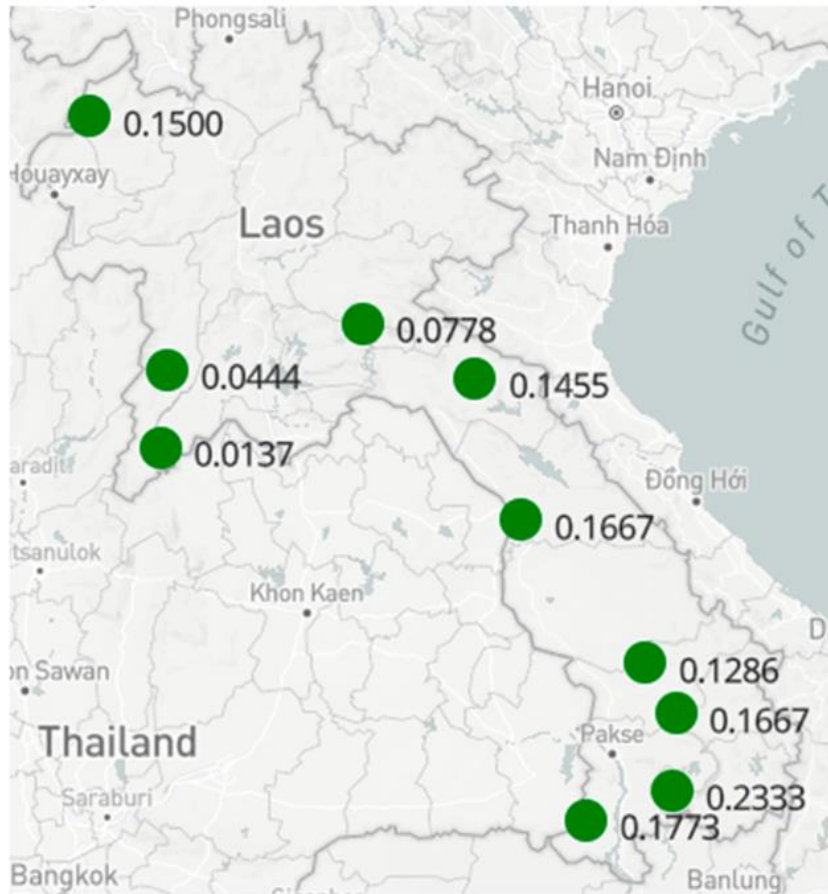 Phongsali
Hanoi
0.1500
Nam Định
Houayxay
Laos
Thanh Hóa
Gulf of T
0.0778
0.0444
0.1455
0.0137
aradit
Đồng Hới
0.1667
tsanulok
Khon Kaen
D
0.1286
on Sawan
0.1667
Thailand
Pakse
Saraburi
0.2333
0.1773
Bangkok
Banlung